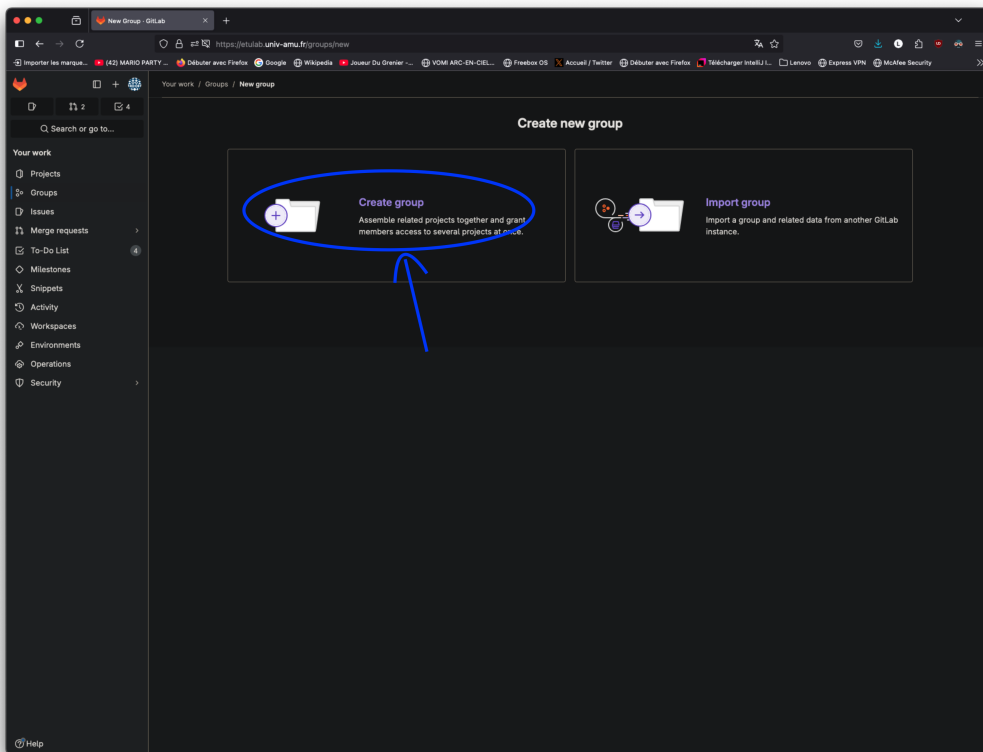 New Group · GitLab
https://etulab.univ-amu.fr/groups/new
Importer les marque... (42) MARIO PARTY ... Débuter avec Firefox Google Wikipedia Joueur Du Grenier -... VOMI ARC-EN-CIEL... Freebox OS Accueil / Twitter Débuter avec Firefox Télécharger IntelliJ I... Lenovo Express VPN McAfee Security
Your work / Groups / New group
2 4
Search or go to...
Your work
Projects
Groups
Issues
Merge requests
To-Do List 4
Milestones
Snippets
Activity
Workspaces
Environments
Operations
Security
Help
Create new group
Create group
Assemble related projects together and grant
members access to several projects at once.
Import group
Import a group and related data from another GitLab
instance.